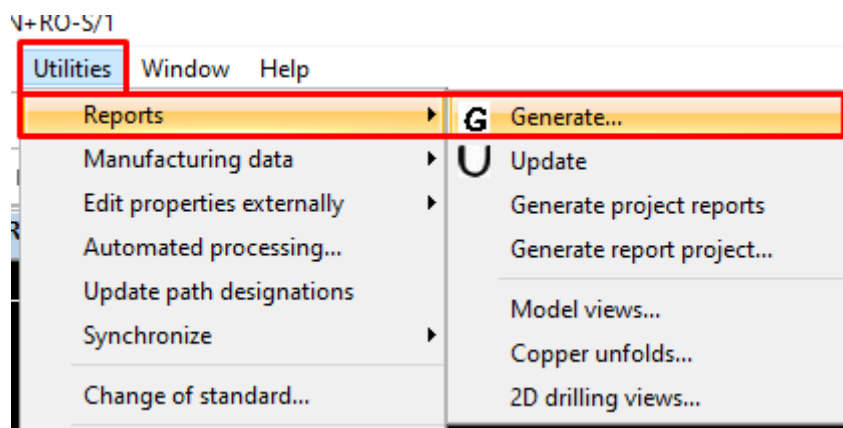 N+RO-S/1
Utilities Window Help
Reports
Manufacturing data
Edit properties externally
Automated processing...
Update path designations
Synchronize
Change of standard...
G Generate...
U Update
Generate project reports
Generate report project...
Model views...
Copper unfolds...
2D drilling views...